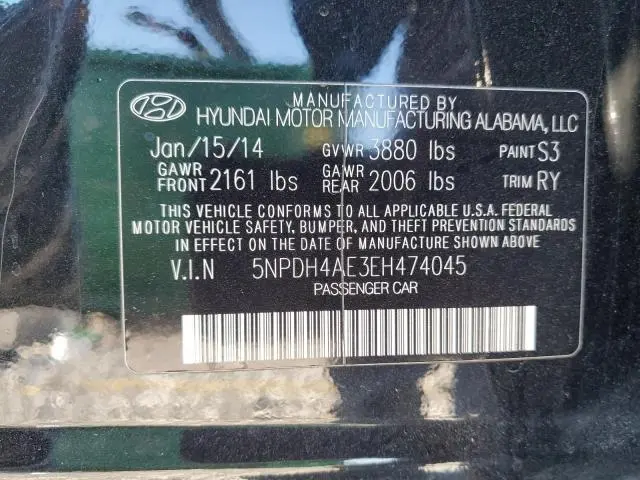 MANUFACTURED BY
HYUNDAI MOTOR MANUFACTURING ALABAMA, LLC
Jan/15/14 GVWR 3880 lbs PAINT S3
GAWR FRONT 2161 lbs GAWR REAR 2006 lbs TRIM RY
THIS VEHICLE CONFORMS TO ALL APPLICABLE U.S.A. FEDERAL
MOTOR VEHICLE SAFETY, BUMPER, AND THEFT PREVENTION STANDARDS
IN EFFECT ON THE DATE OF MANUFACTURE SHOWN ABOVE
V.I.N 5NPDH4AE3EH474045
PASSENGER CAR